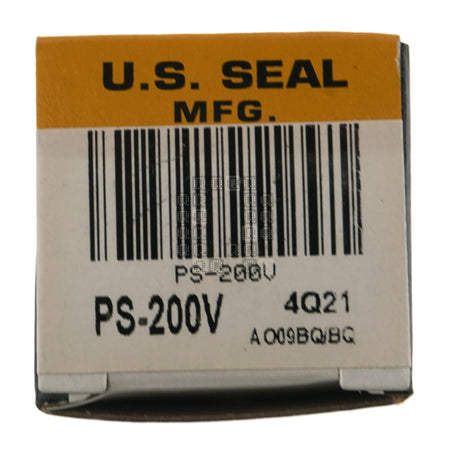 U.S. SEAL
MFG.
PS-200V
PS-200V
4Q21
AO09BQ/BQ